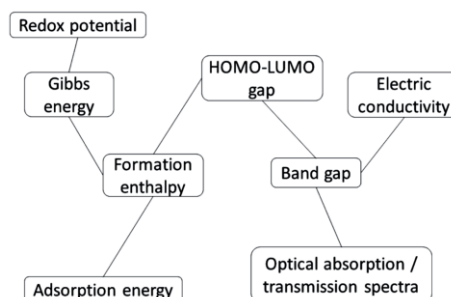 Redox potential
HOMO-LUMO
gap
Gibbs
energy
Electric
conductivity
Formation
enthalpy
Band gap
Optical absorption /
transmission spectra
Adsorption energy